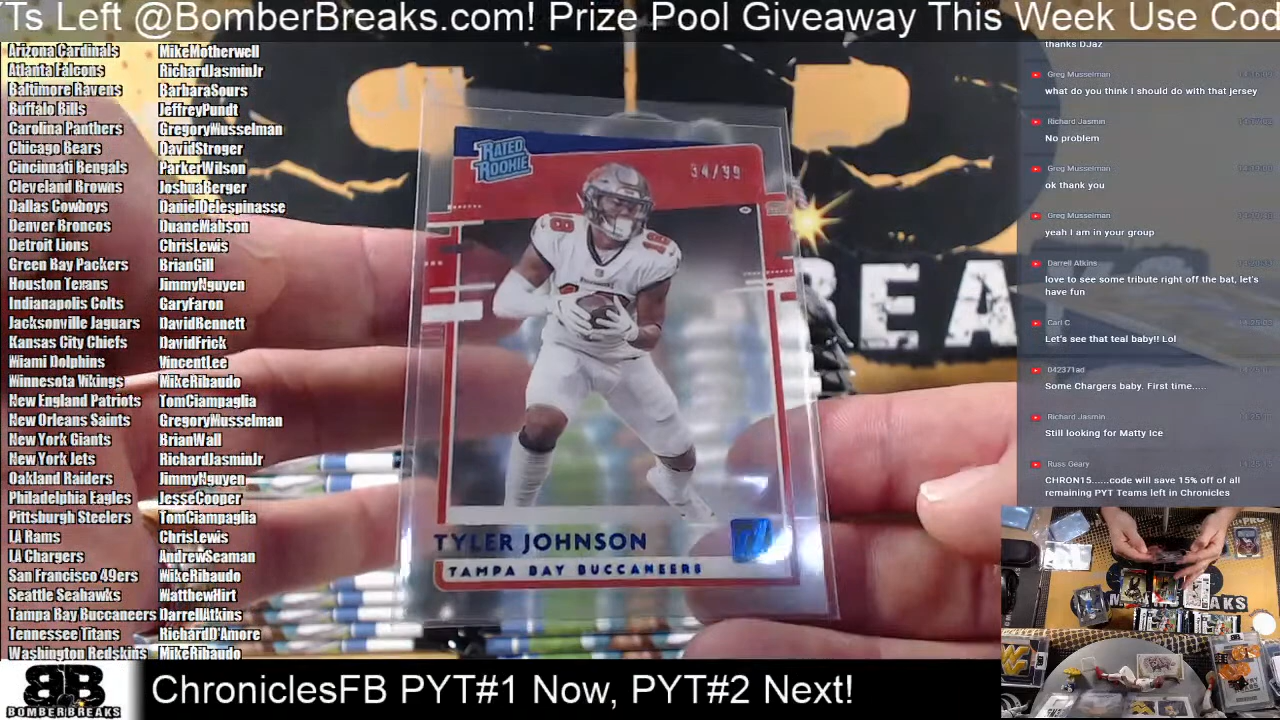 Ts Left @BomberBreaks.com! Prize Pool Giveaway This Week Use Cod
Arizona Cardinals MikeMotherwell
Atlanta Falcons RichardJasminJr
Baltimore Ravens BarbaraSours
Buffalo Bills JeffreyPundt
Carolina Panthers GregoryMusselman
Chicago Bears DavidStroger
Cincinnati Bengals ParkerWilson
Cleveland Browns JoshuaBerger
Dallas Cowboys DanielDelespinasse
Denver Broncos DuaneMabson
Detroit Lions ChrisLewis
Green Bay Packers BrianGill
Houston Texans JimmyNguyen
Indianapolis Colts GaryFaron
Jacksonville Jaguars DavidBennett
Kansas City Chiefs DavidFrick
Miami Dolphins VincentLee
Minnesota Vikings MikeRibaudo
New England Patriots TomCiampaglia
New Orleans Saints GregoryMusselman
New York Giants BrianWall
New York Jets RichardJasminJr
Oakland Raiders JimmyNguyen
Philadelphia Eagles JesseCooper
Pittsburgh Steelers TomCiampaglia
LA Rams ChrisLewis
LA Chargers AndrewSeaman
San Francisco 49ers MikeRibaudo
Seattle Seahawks MatthewHirt
Tampa Bay Buccaneers DarrellAtkins
Tennessee Titans RichardD'Amore
Washington Redskins MikeRibaudo
RATED
ROOKIE
34/99
18
18
TYLER JOHNSON
TAMPA BAY BUCCANEERS
REA
thanks DJaz
Greg Musselman
what do you think I should do with that jersey
Richard Jasmin
No problem
Greg Musselman
ok thank you
Greg Musselman
yeah I am in your group
Darrell Atkins
love to see some tribute right off the bat, let's
have fun
Carl C
Let's see that teal baby!! Lol
042371ad
Some Chargers baby. First time.....
Richard Jasmin
Still looking for Matty Ice
Russ Geary
CHRON15......code will save 15% off of all
remaining PYT Teams left in Chronicles
BB
BOMBERBREAKS
ChroniclesFB PYT#1 Now, PYT#2 Next!